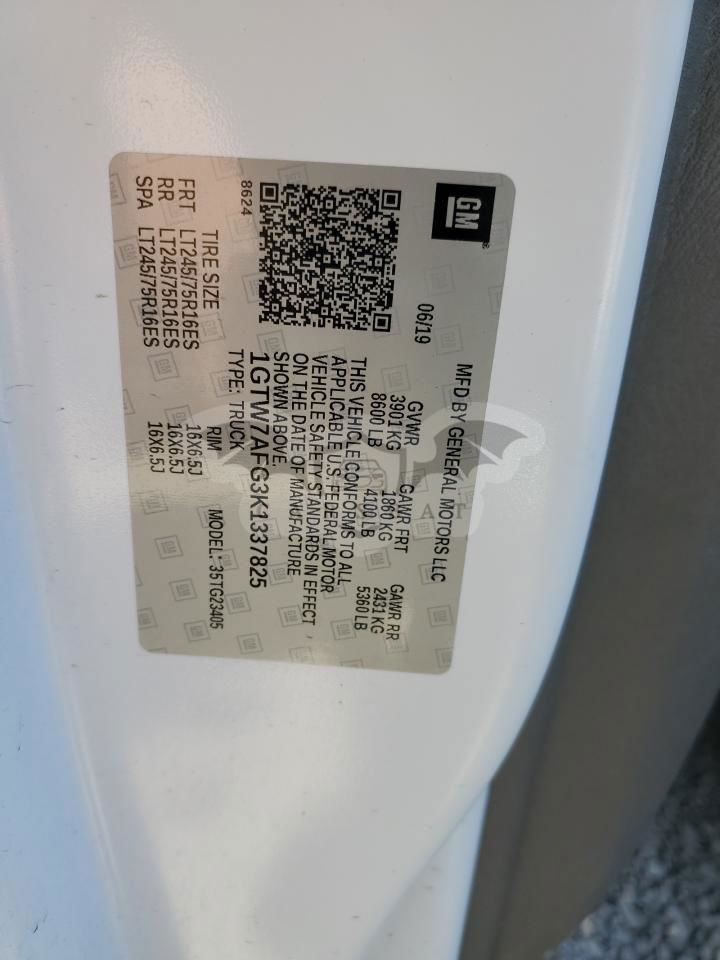 GM
MFD BY GENERAL MOTORS LLC
06/19
GVWR GAWR FRT GAWR RR
3901 KG 1860 KG 2431 KG
8600 LB 4100 LB 5360 LB
THIS VEHICLE CONFORMS TO ALL
APPLICABLE U.S. FEDERAL MOTOR
VEHICLE SAFETY STANDARDS IN EFFECT
ON THE DATE OF MANUFACTURE
SHOWN ABOVE.
1GTW7AFG3K1337825
TYPE: TRUCK
8624
TIRE SIZE RIM MODEL: 35TG23405
FRT LT245/75R16ES 16X6.5J
RR LT245/75R16ES 16X6.5J
SPA LT245/75R16ES 16X6.5J